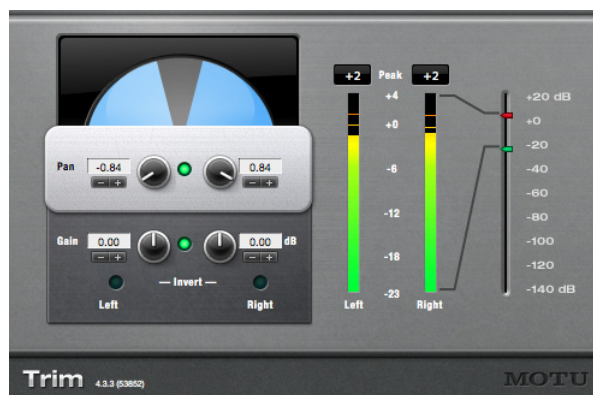 +2 Peak +2
+4
+0
-6
-12
-18
-23
Left Right
+20 dB
+0
-20
-40
-60
-80
-100
-120
-140 dB
Pan -0.84 - + 0.84 - +
Gain 0.00 - + 0.00 dB - +
— Invert —
Left Right
Trim 4.3.3 (53852)
MOTU